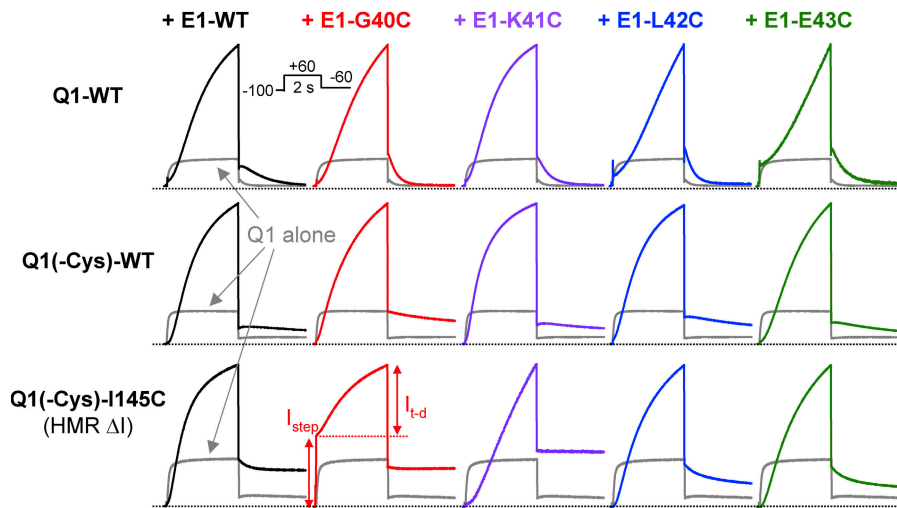 + E1-WT + E1-G40C + E1-K41C + E1-L42C + E1-E43C
+60
-100 -60
2 s
Q1-WT
Q1 alone
Q1(-Cys)-WT
Q1(-Cys)-I145C
(HMR ΔI)
I_step
I_t-d